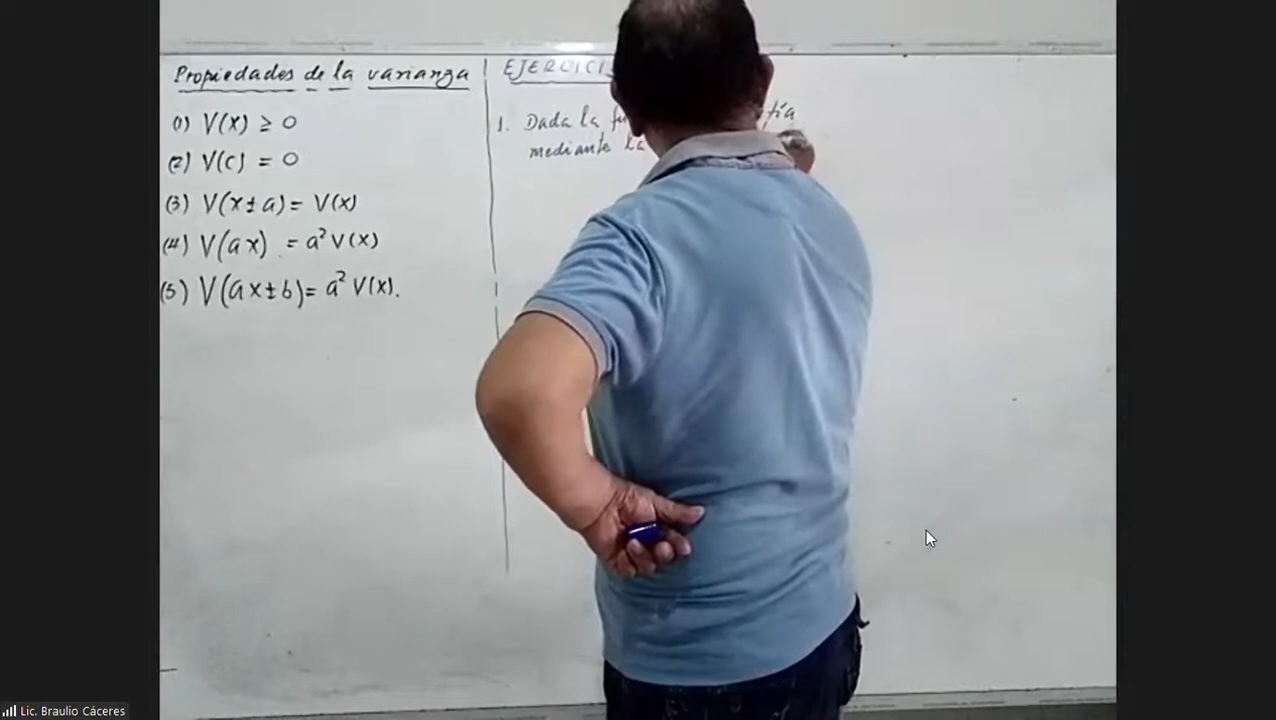 Propiedades de la varianza
(1) V(x) ≥ 0
(2) V(c) = 0
(3) V(x±a) = V(x)
(4) V(ax) = a² V(x)
(5) V(ax±b) = a² V(x).
1. Dada la
mediante la
Lic. Braulio Cáceres